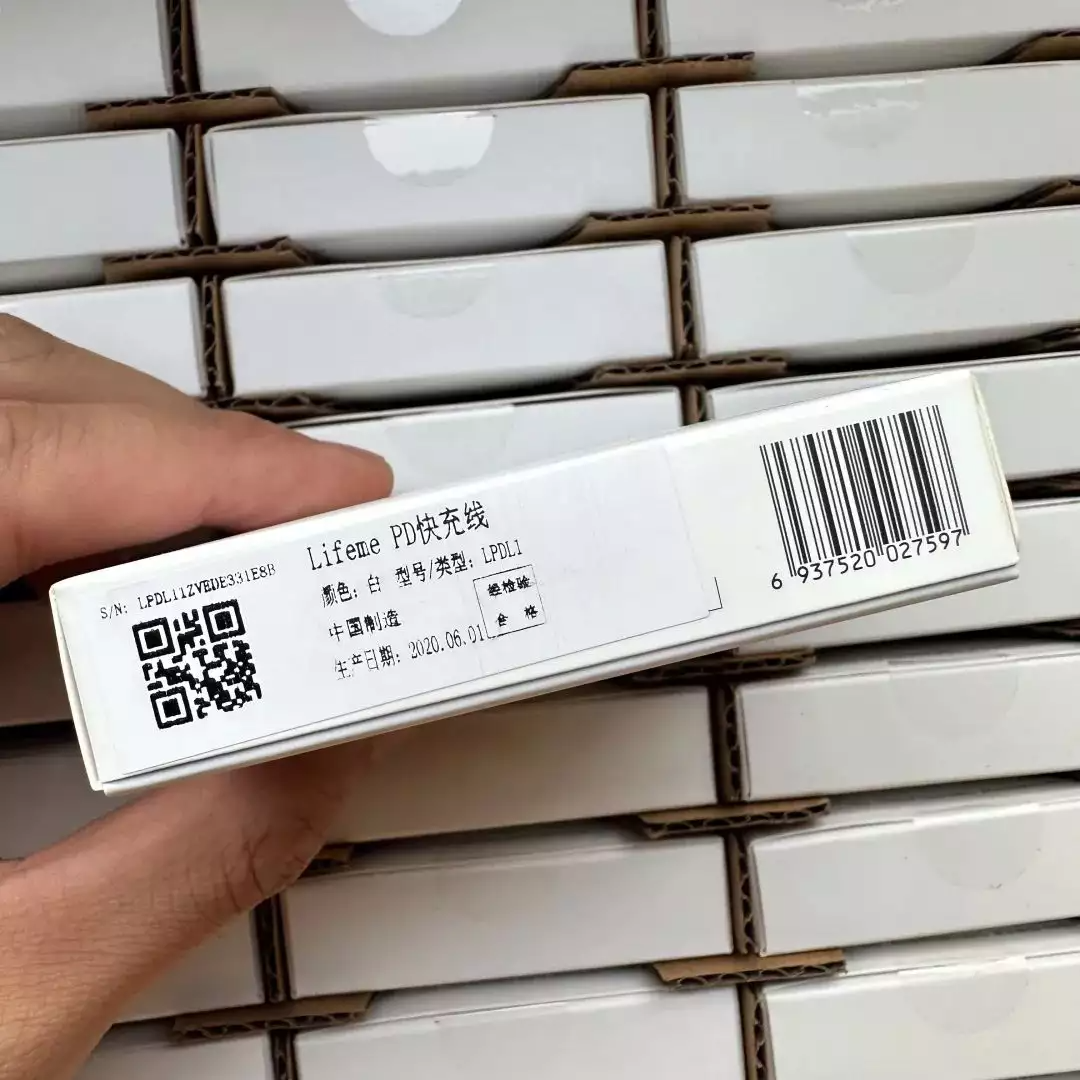 S/N: LPDL11ZVEDE331E8B
Lifeme PD快充线
颜色: 白 型号/类型: LPDL1
中国制造
生产日期: 2020.06.01
经检验
合格
6 937520 027597